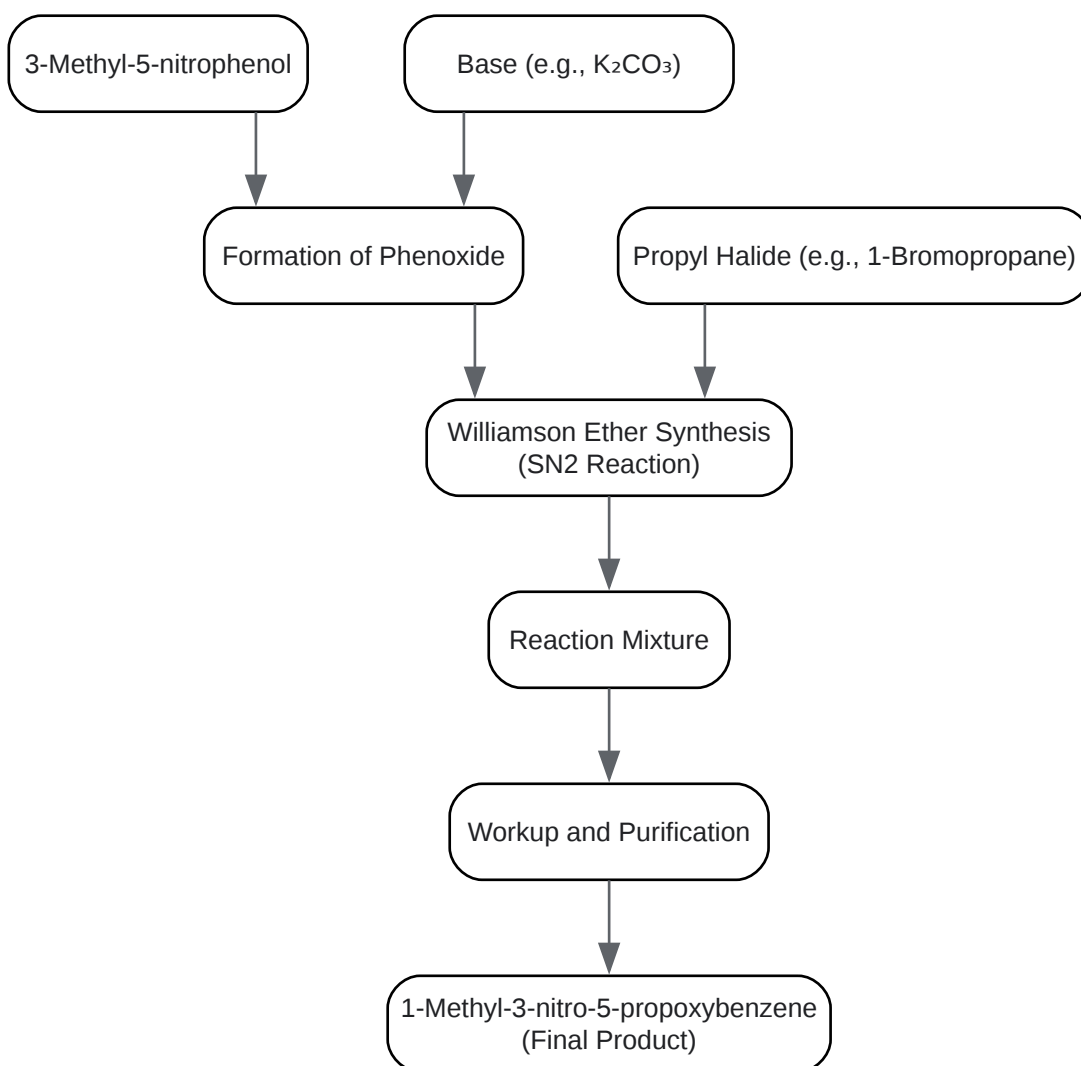 3-Methyl-5-nitrophenol
Base (e.g., K₂CO₃)
Formation of Phenoxide
Propyl Halide (e.g., 1-Bromopropane)
Williamson Ether Synthesis
(SN2 Reaction)
Reaction Mixture
Workup and Purification
1-Methyl-3-nitro-5-propoxybenzene
(Final Product)